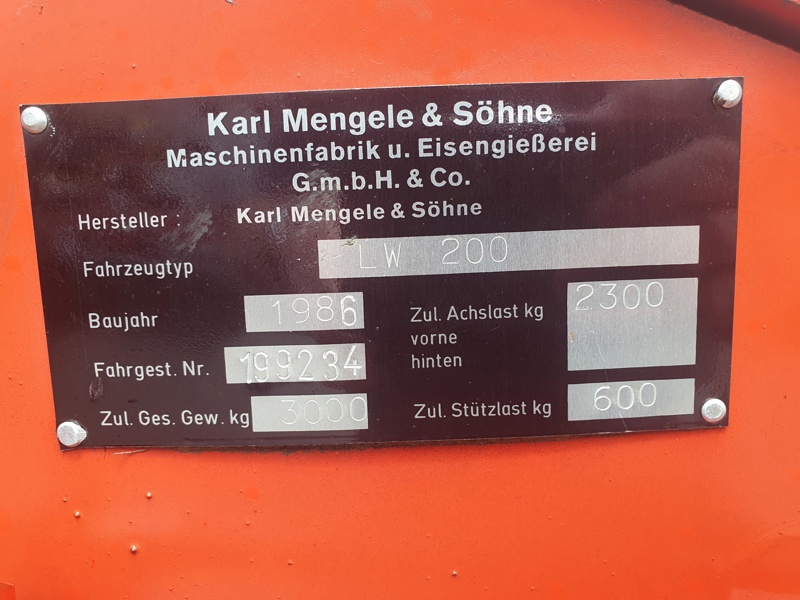 Karl Mengele & Söhne
Maschinenfabrik u. Eisengießerei
G.m.b.H. & Co.
Hersteller : Karl Mengele & Söhne
Fahrzeugtyp LW 200
Baujahr 1986
Fahrgest. Nr. 199234
Zul. Ges. Gew. kg 3000
Zul. Achslast kg 2300
vorne
hinten
Zul. Stützlast kg 600